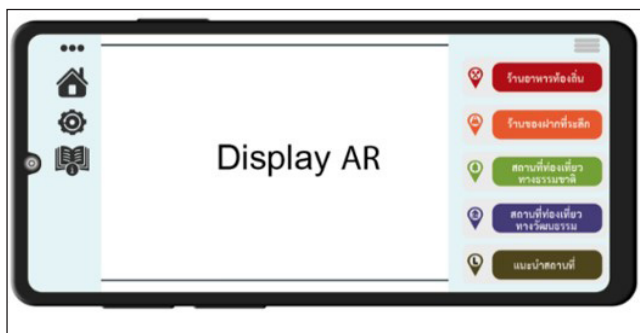 Display AR
ร้านอาหารท้องถิ่น
ร้านของฝากที่ระลึก
สถานที่ท่องเที่ยว
ทางธรรมชาติ
สถานที่ท่องเที่ยว
ทางวัฒนธรรม
แนะนำสถานที่